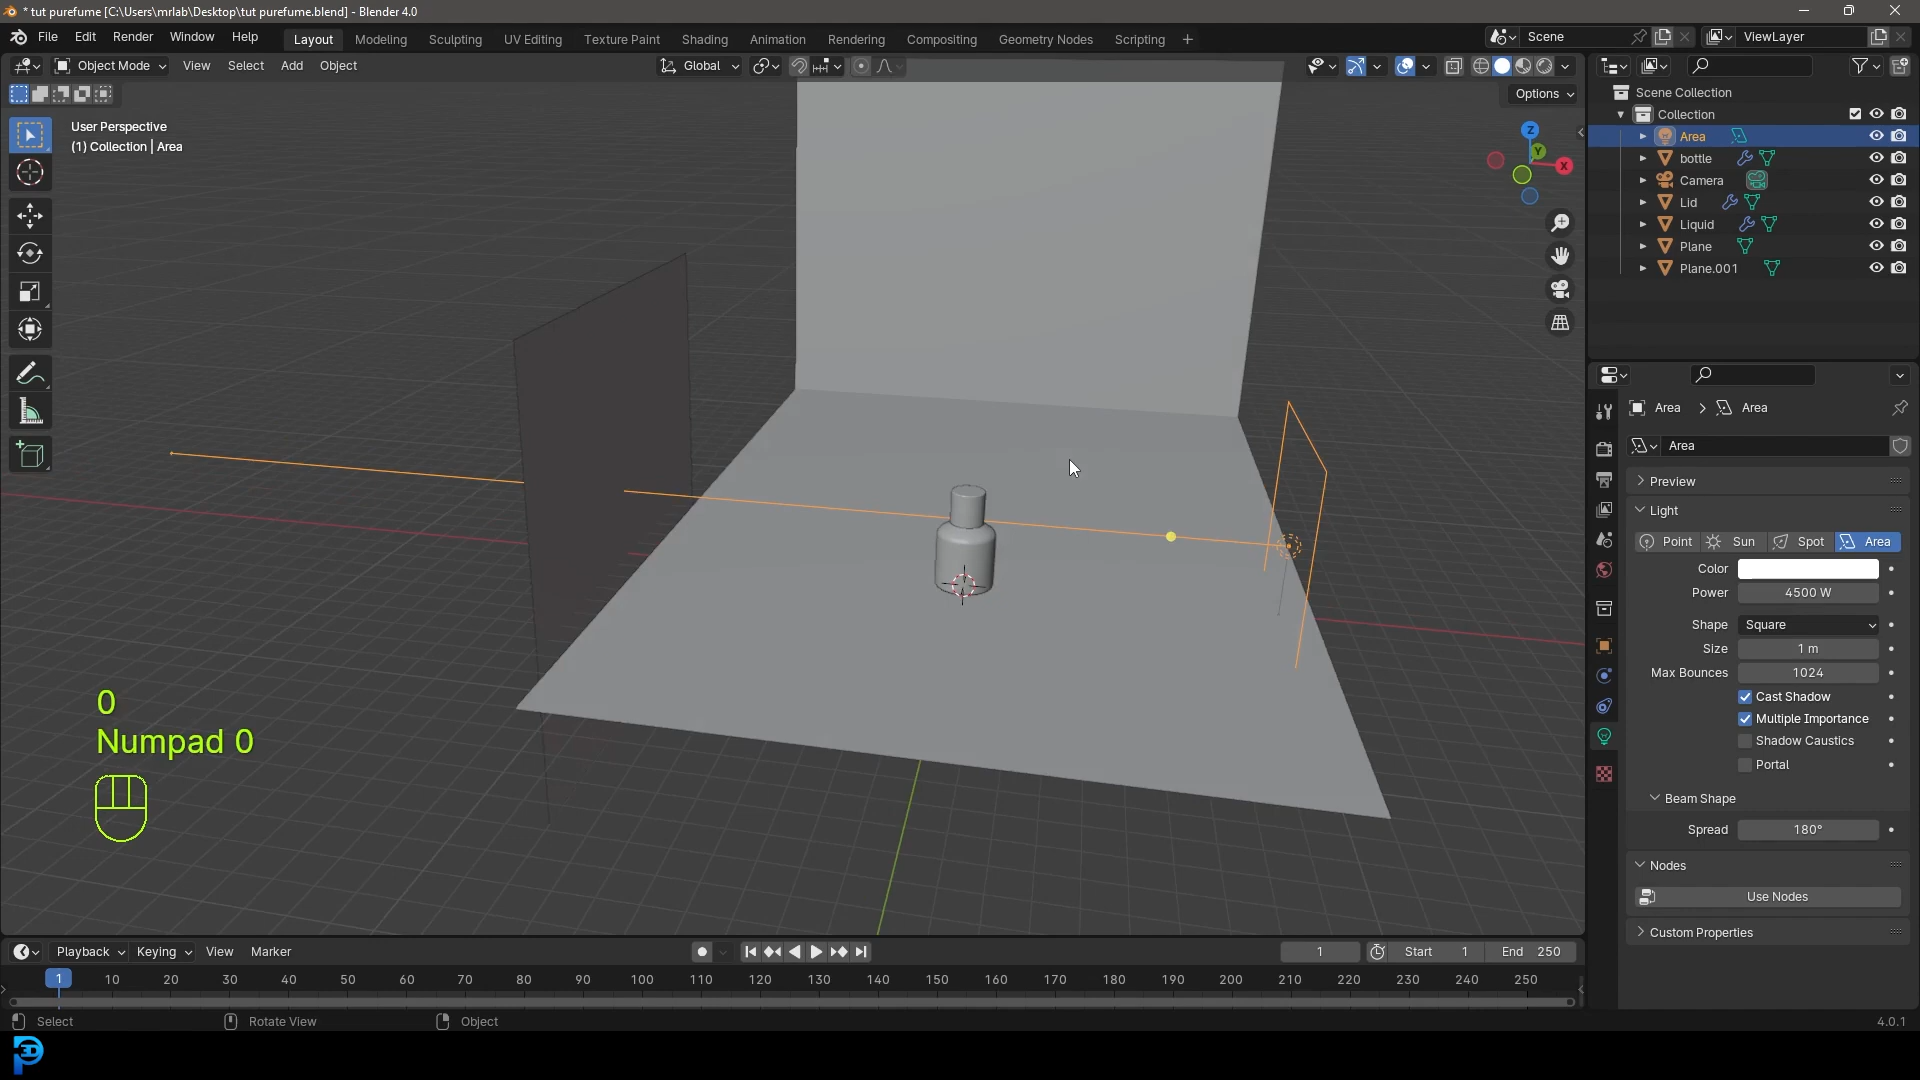 * tut purefume [C:\Users\mrlab\Desktop\tut purefume.blend] - Blender 4.0
File Edit Render Window Help Layout Modeling Sculpting UV Editing Texture Paint Shading Animation Rendering Compositing Geometry Nodes Scripting + Scene ViewLayer
Object Mode View Select Add Object Global
Options
User Perspective
(1) Collection | Area
Z
Y
X
0
Numpad 0
Scene Collection
Collection
Area
bottle
Camera
Lid
Liquid
Plane
Plane.001
Area > Area
Area
Preview
Light
Point Sun Spot Area
Color
Power 4500 W
Shape Square
Size 1 m
Max Bounces 1024
Cast Shadow
Multiple Importance
Shadow Caustics
Portal
Beam Shape
Spread 180°
Nodes
Use Nodes
Custom Properties
Playback Keying View Marker 1 Start 1 End 250
1 10 20 30 40 50 60 70 80 90 100 110 120 130 140 150 160 170 180 190 200 210 220 230 240 250
Select Rotate View Object 4.0.1
3D